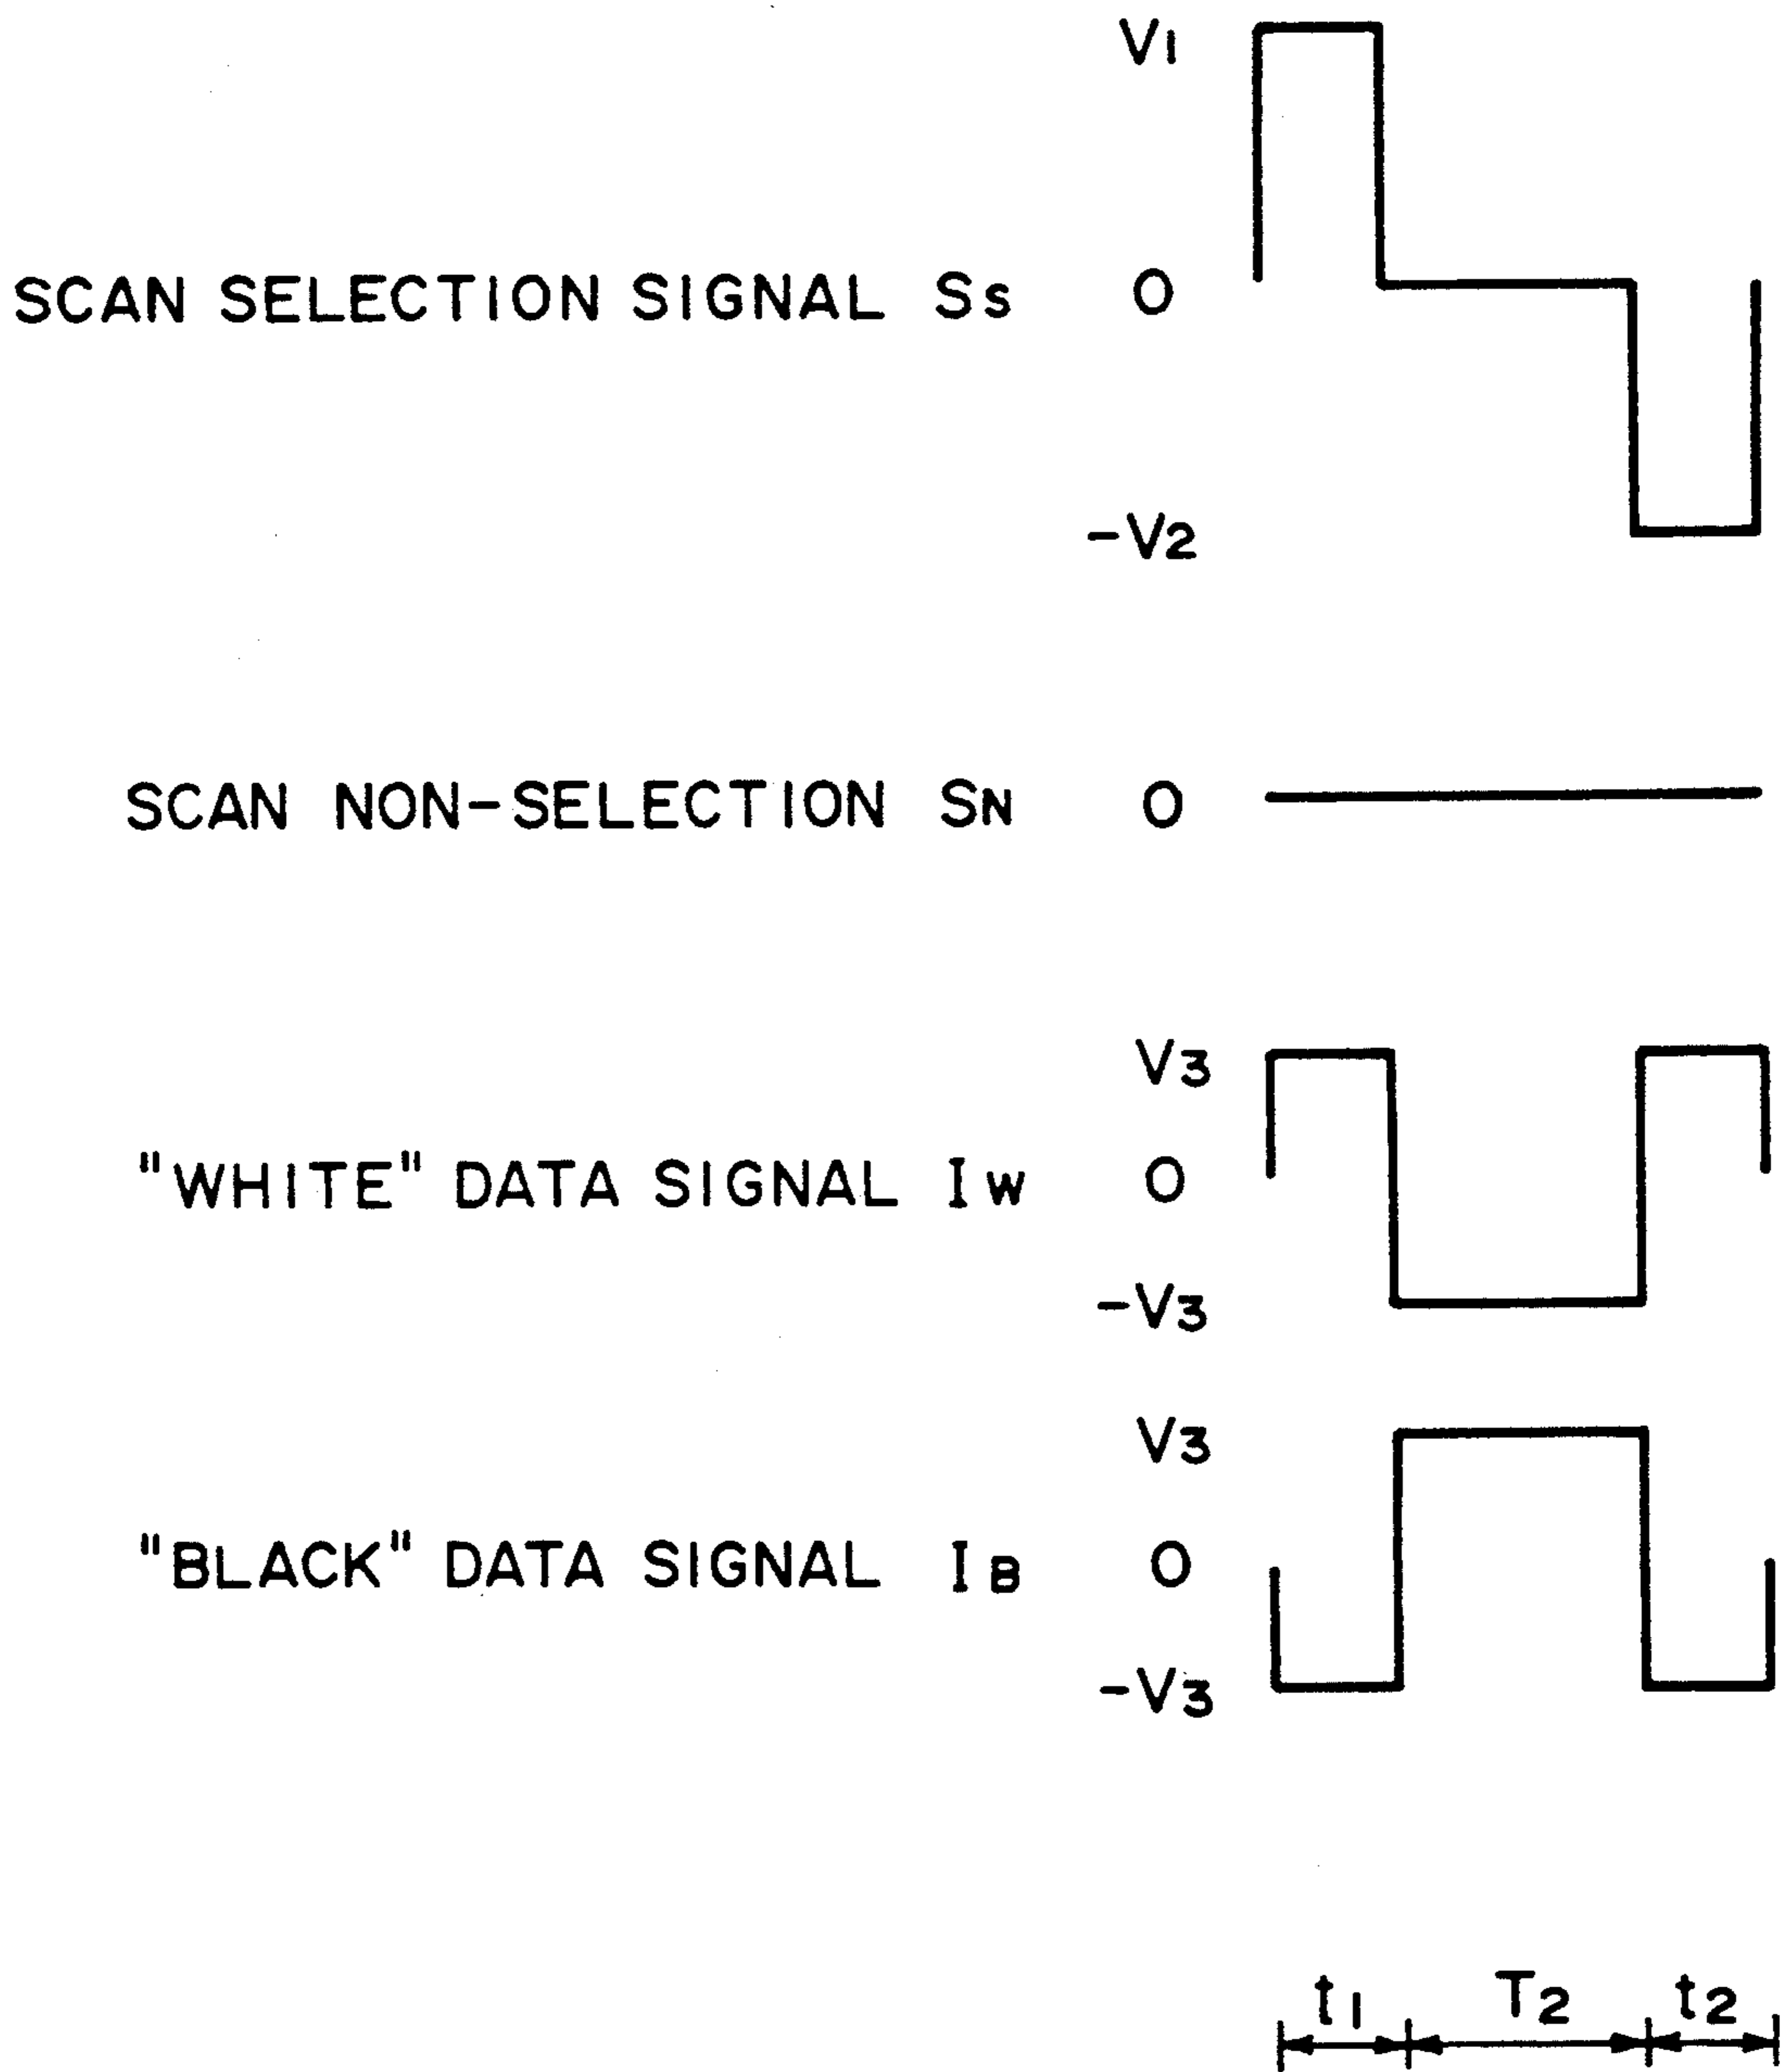 V1
SCAN SELECTION SIGNAL Ss 0
-V2
SCAN NON-SELECTION SN 0
V3
"WHITE" DATA SIGNAL IW 0
-V3
V3
"BLACK" DATA SIGNAL IB 0
-V3
t1 T2 t2